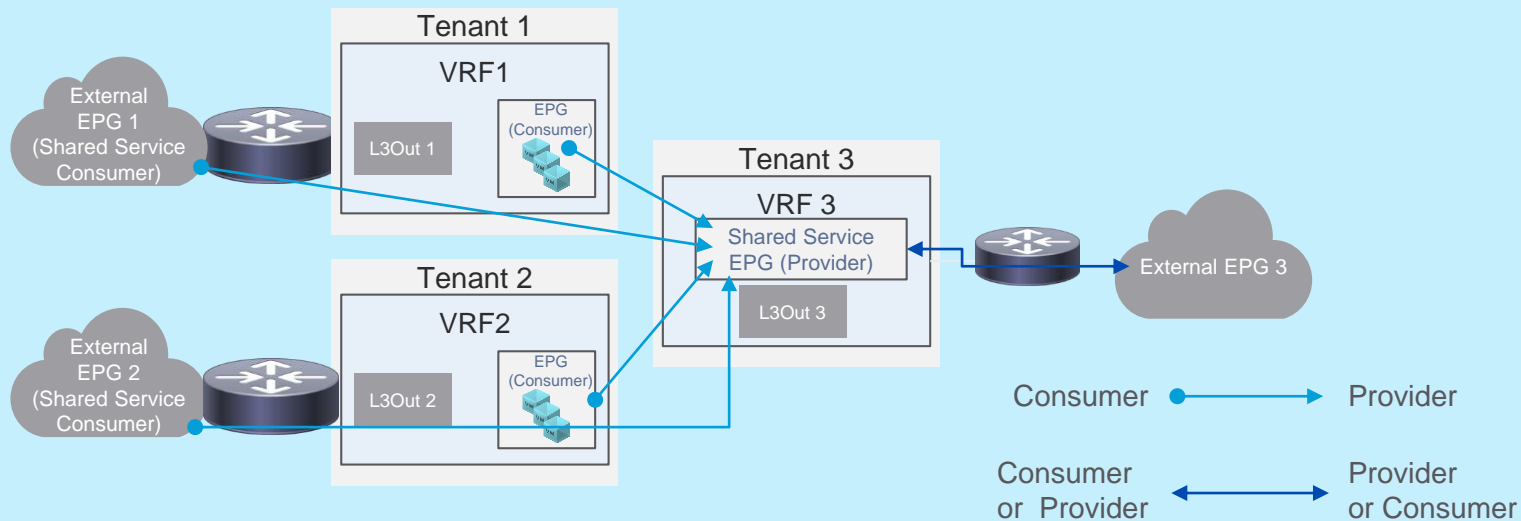 Tenant 1
VRF1
External
EPG 1
(Shared Service
Consumer)
L3Out 1
EPG
(Consumer)
Tenant 2
VRF2
External
EPG 2
(Shared Service
Consumer)
L3Out 2
EPG
(Consumer)
Tenant 3
VRF 3
Shared Service
EPG (Provider)
L3Out 3
External EPG 3
Consumer
Provider
Consumer
or Provider
Provider
or Consumer